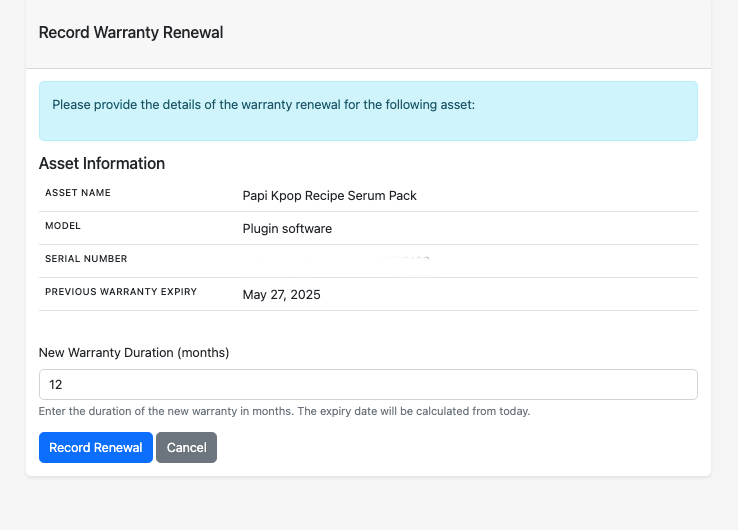 Record Warranty Renewal
Please provide the details of the warranty renewal for the following asset:
Asset Information
ASSET NAME Papi Kpop Recipe Serum Pack
MODEL Plugin software
SERIAL NUMBER
PREVIOUS WARRANTY EXPIRY May 27, 2025
New Warranty Duration (months)
12
Enter the duration of the new warranty in months. The expiry date will be calculated from today.
Record Renewal Cancel